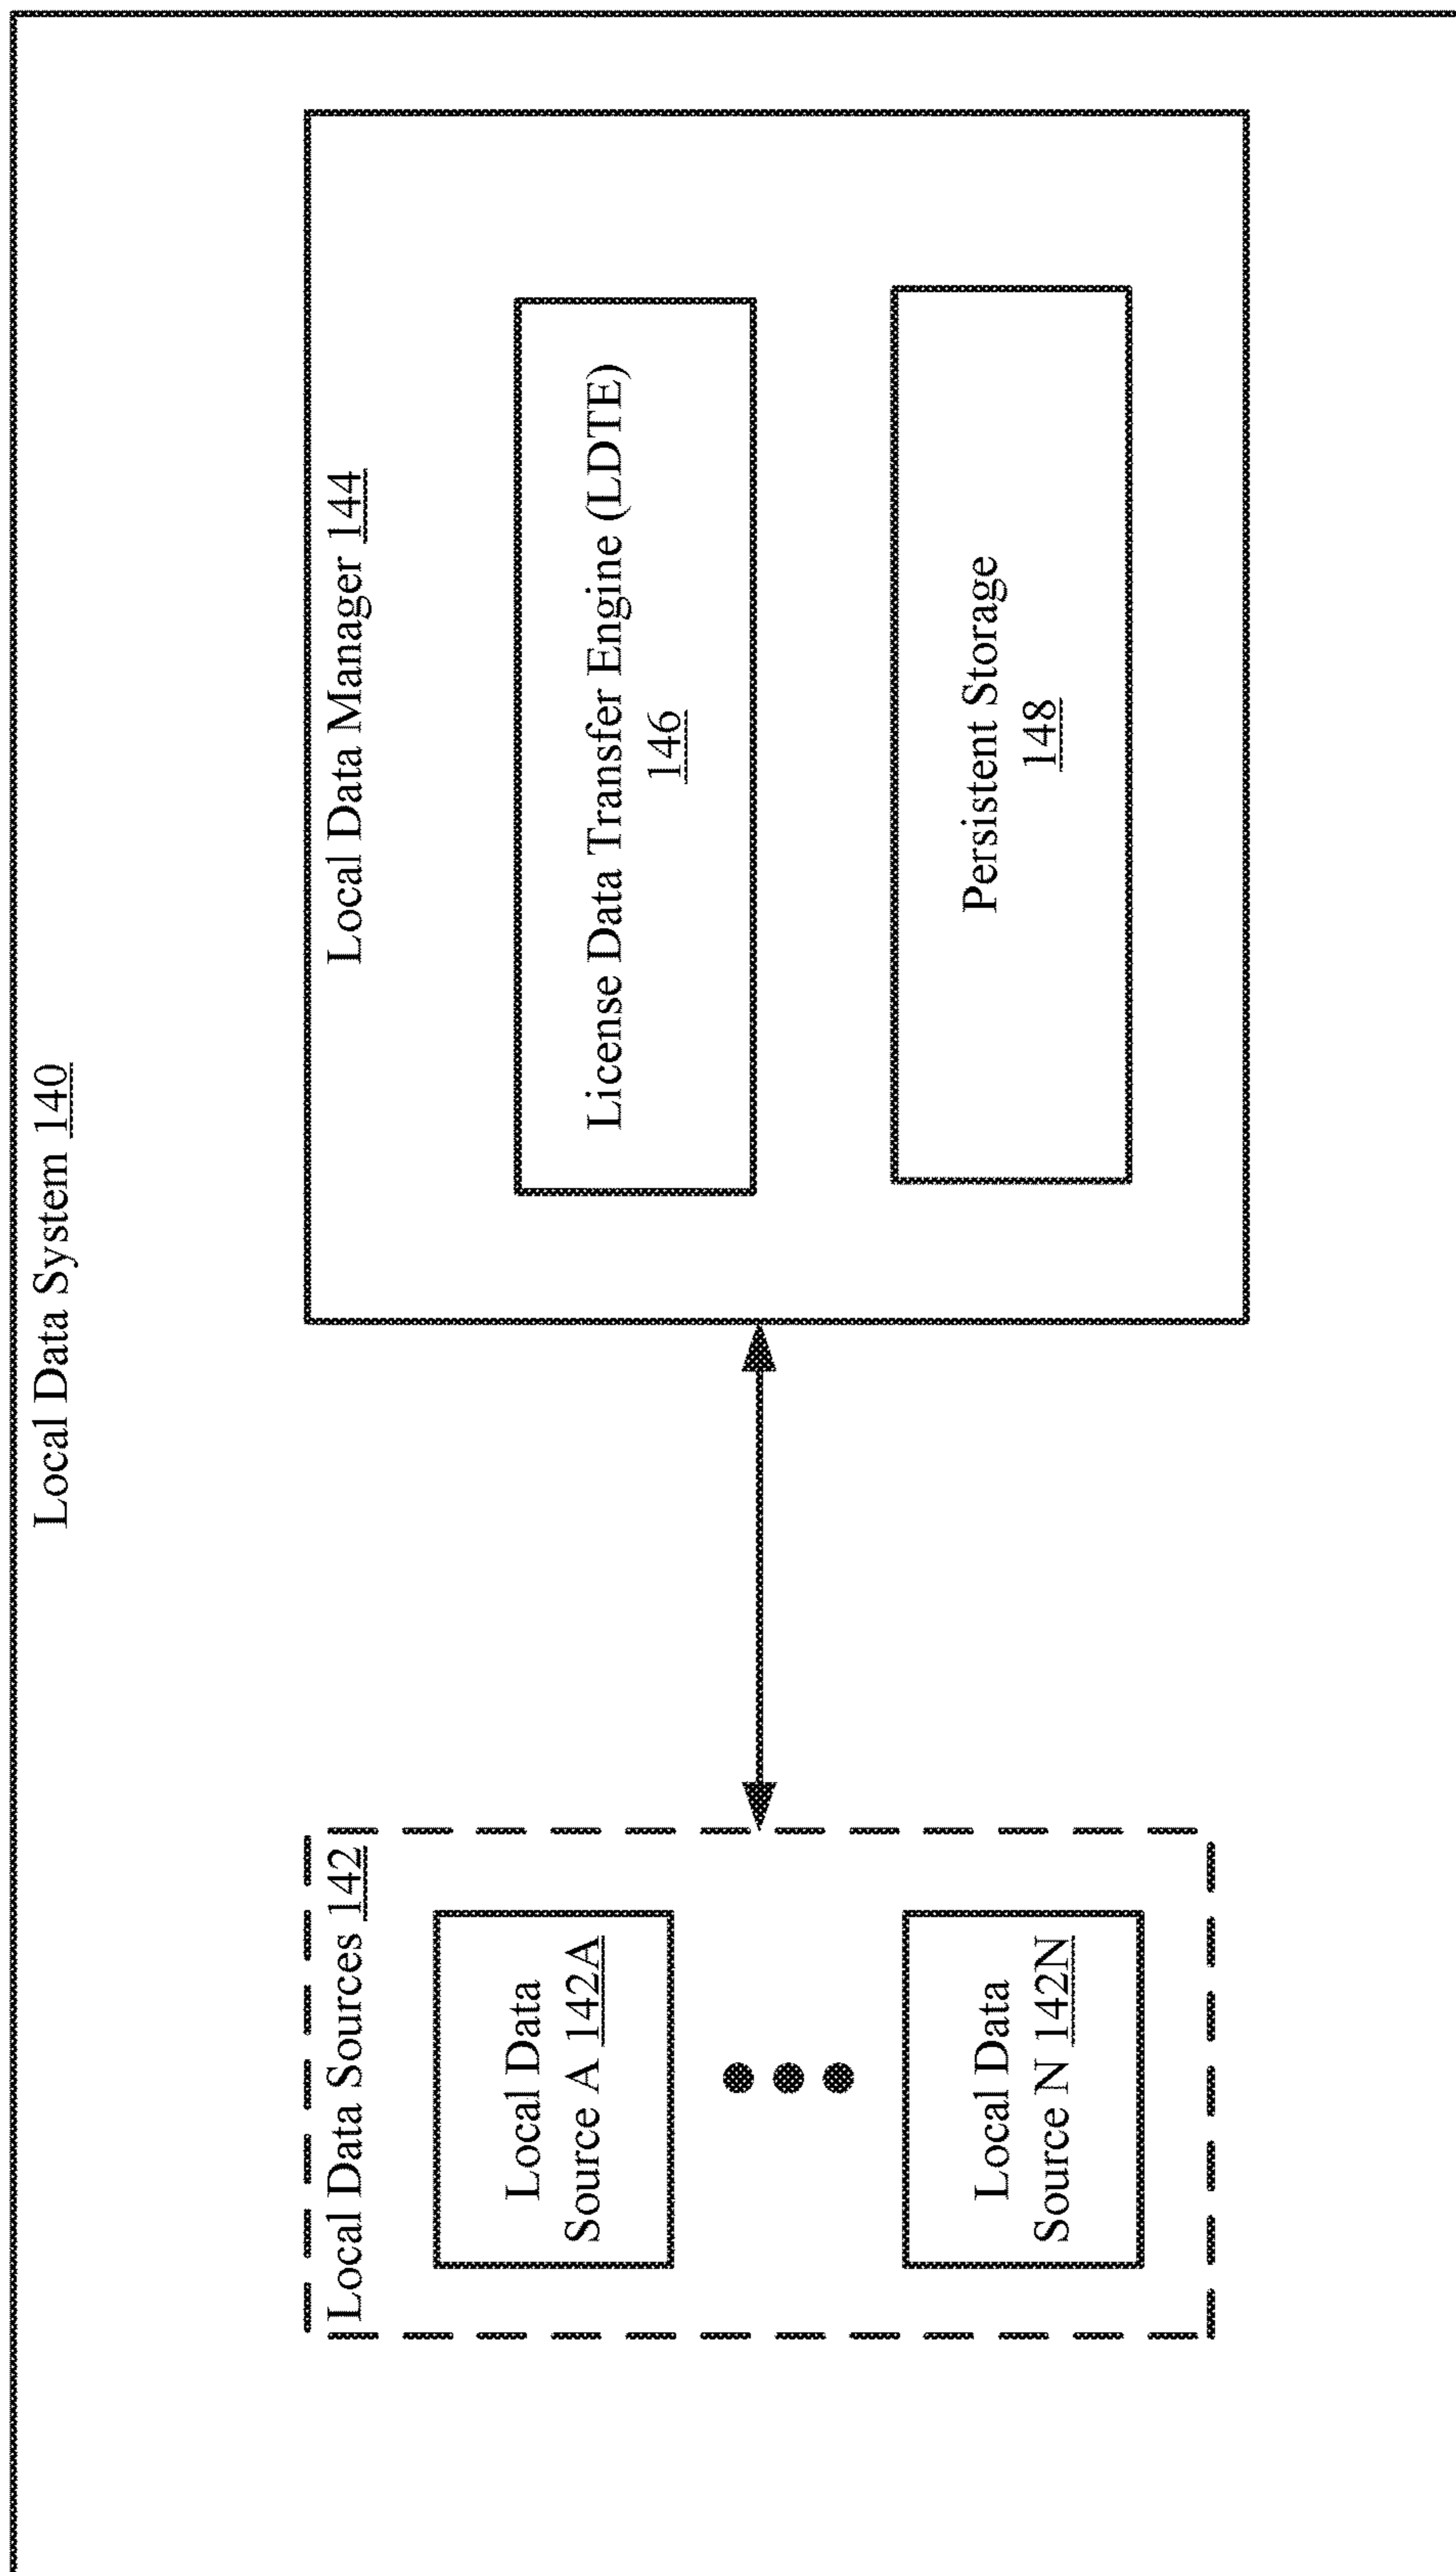 Local Data System 140
Local Data Sources 142
Local Data
Source A 142A
Local Data
Source N 142N
Local Data Manager 144
License Data Transfer Engine (LDTE)
146
Persistent Storage
148